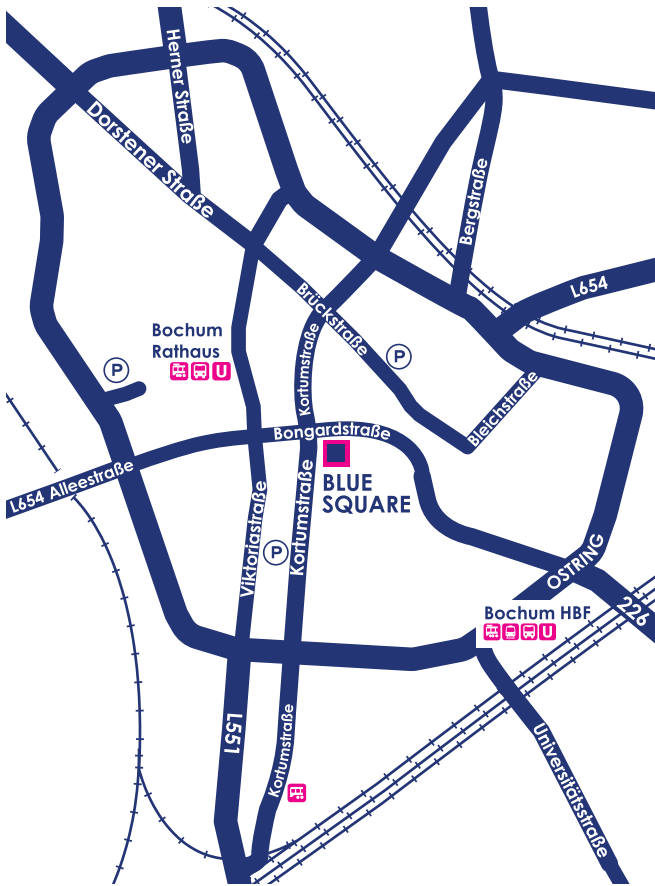 Herner Straße
Dorstener Straße
Bergstraße
L654
Brückstraße
Bochum
Rathaus
U
P
P
Kortumstraße
Bleichstraße
Bongardstraße
L654 Alleestraße
BLUE
SQUARE
Viktoriastraße
P
Kortumstraße
OSTRING
226
Bochum HBF
U
L551
Kortumstraße
Universitätsstraße